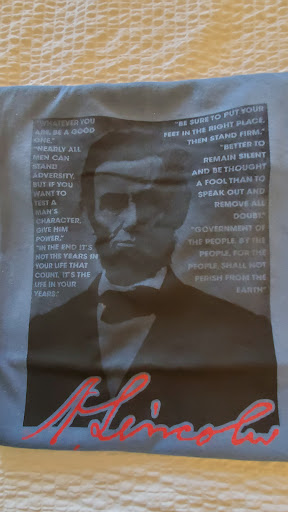 "WHATEVER YOU
ARE, BE A GOOD
ONE."
"NEARLY ALL
MEN CAN
STAND
ADVERSITY,
BUT IF YOU
WANT TO
TEST A
MAN'S
CHARACTER,
GIVE HIM
POWER."
"IN THE END IT'S
NOT THE YEARS IN
YOUR LIFE THAT
COUNT. IT'S THE
LIFE IN YOUR
YEARS."
"BE SURE TO PUT YOUR
FEET IN THE RIGHT PLACE,
THEN STAND FIRM."
"BETTER TO
REMAIN SILENT
AND BE THOUGHT
A FOOL THAN TO
SPEAK OUT AND
REMOVE ALL
DOUBT."
"GOVERNMENT OF
THE PEOPLE, BY THE
PEOPLE, FOR THE
PEOPLE, SHALL NOT
PERISH FROM THE
EARTH"
A. Lincoln